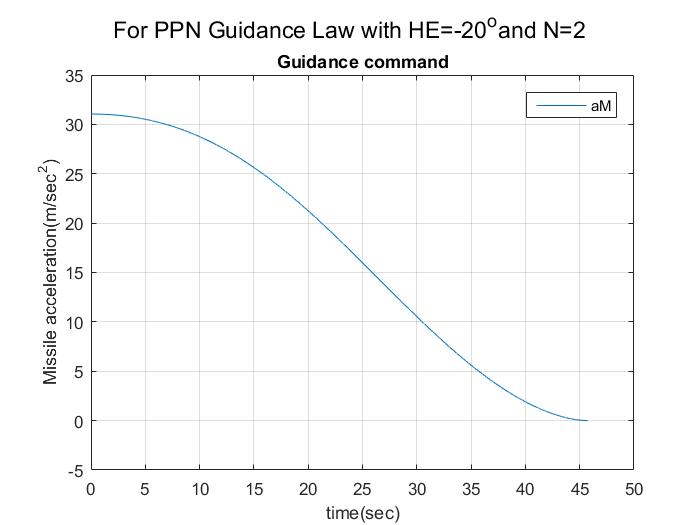 For PPN Guidance Law with HE=-20°and N=2
Guidance command
35
30
25
20
15
10
5
0
-5
Missile acceleration(m/sec²)
aM
0 5 10 15 20 25 30 35 40 45 50
time(sec)